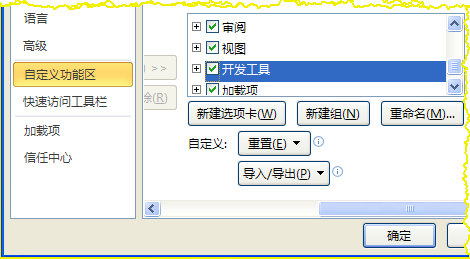 语言
高级
自定义功能区
快速访问工具栏
加载项
信任中心
) >>
除(R)
审阅
视图
开发工具
加载项
新建选项卡(W)
新建组(N)
重命名(M)...
自定义:
重置(E)
导入/导出(P)
确定